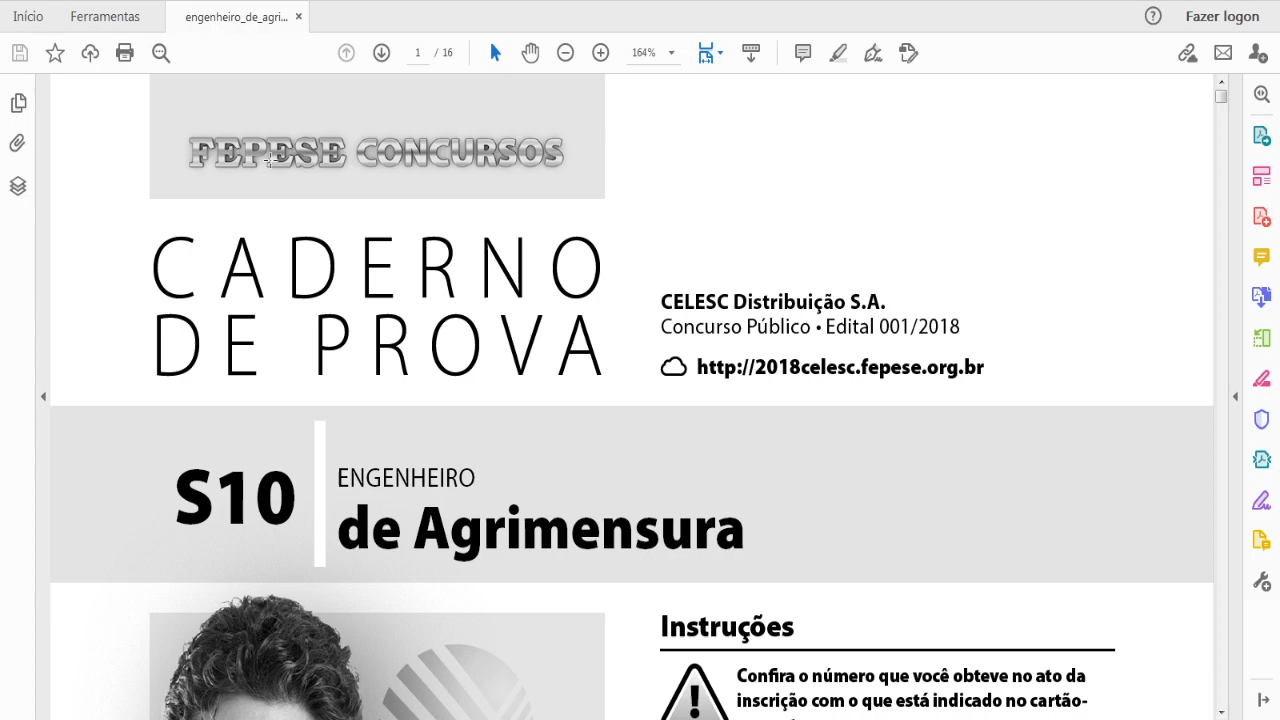 Início
Ferramentas
engenheiro_de_agri... ×
? Fazer logon
1 / 16
164%
FEPESE CONCURSOS
CADERNO
DE PROVA
CELESC Distribuição S.A.
Concurso Público • Edital 001/2018
http://2018celesc.fepese.org.br
S10
ENGENHEIRO
de Agrimensura
Instruções
Confira o número que você obteve no ato da
inscrição com o que está indicado no cartão-